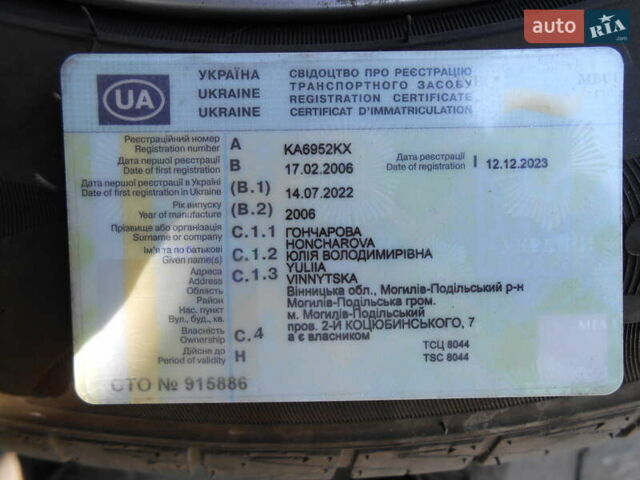 auto RIA .com
UA
УКРАЇНА
UKRAINE
UKRAINE
СВІДОЦТВО ПРО РЕЄСТРАЦІЮ
ТРАНСПОРТНОГО ЗАСОБУ
REGISTRATION CERTIFICATE
CERTIFICAT D'IMMATRICULATION
Реєстраційний номер
Registration number
A KA6952KX
Дата першої реєстрації
Date of first registration
B 17.02.2006
Дата реєстрації
Date of registration
I 12.12.2023
Дата першої реєстрації в Україні
Date of first registration in Ukraine
(B.1) 14.07.2022
Рік випуску
Year of manufacture
(B.2) 2006
Прізвище або організація
Surname or company
C.1.1 ГОНЧАРОВА
HONCHAROVA
Ім'я та по батькові
Given name(s)
C.1.2 ЮЛІЯ ВОЛОДИМИРІВНА
YULIIA
Адреса
Address
C.1.3 VINNYTSKA
Область
Вінницька обл., Могилів-Подільський р-н
Район
Могилів-Подільська гром.
Нас. пункт
м. Могилів-Подільський
Вул., буд., кв.
пров. 2-Й КОЦЮБИНСЬКОГО, 7
Власність
Ownership
C.4 а є власником
ТСЦ 8044
Дійсне до
Period of validity
H
TSC 8044
СТО № 915886